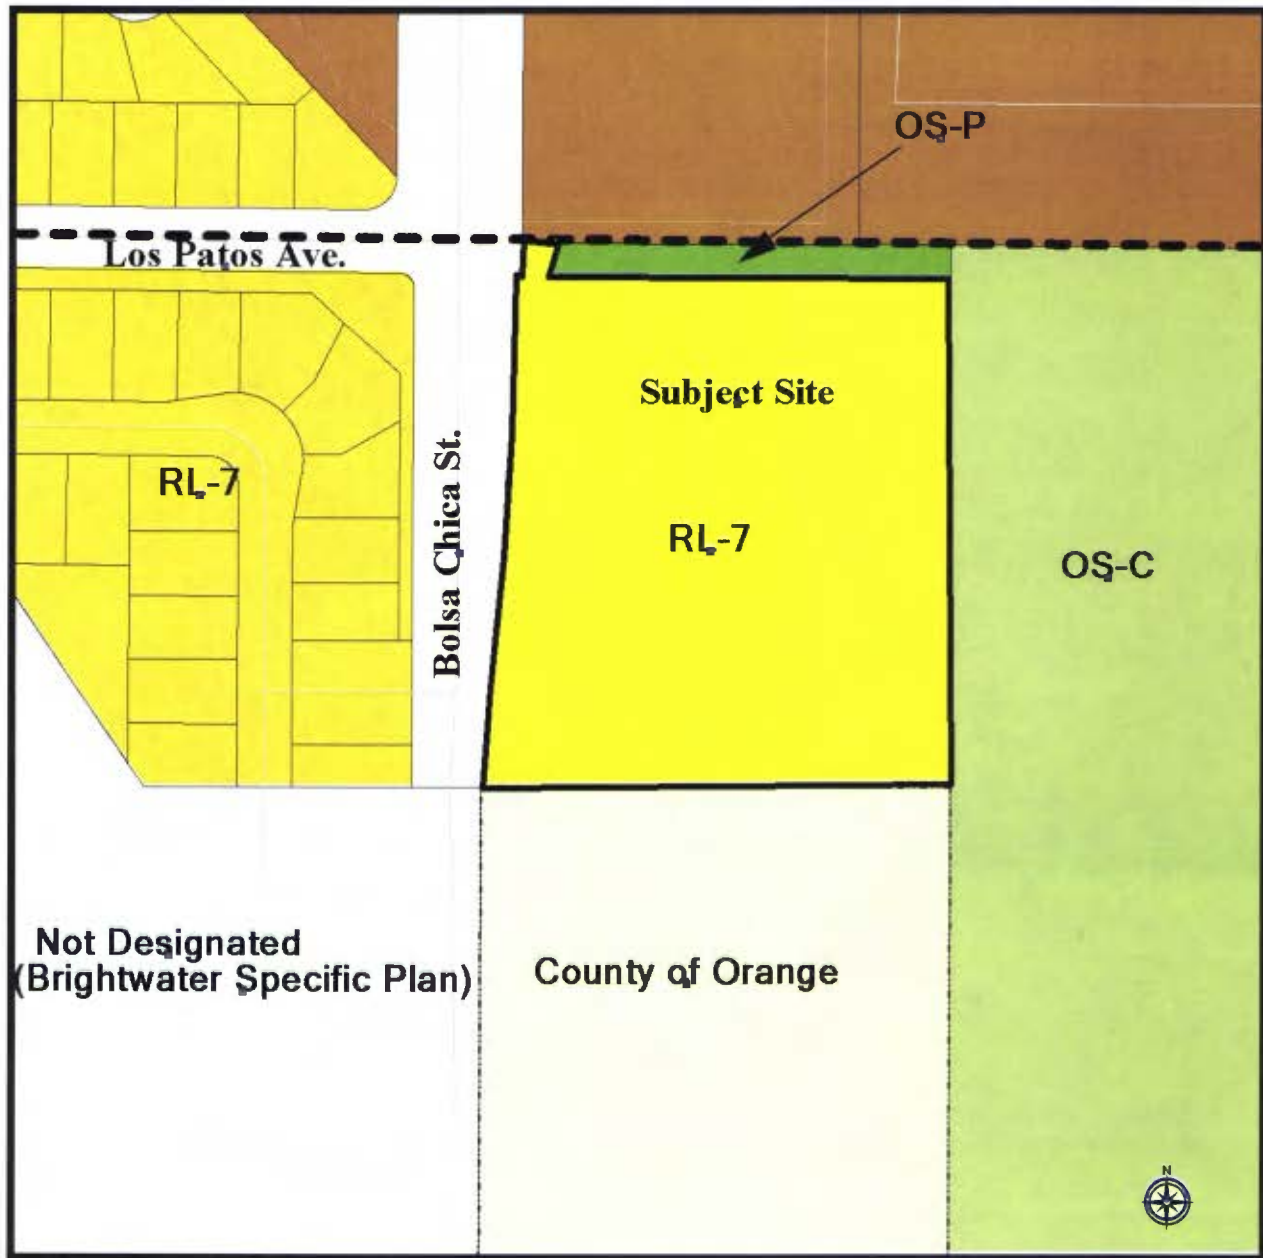 OS-P
Los Patos Ave.
Subject Site
Bolsa Chica St.
RL-7
RL-7
OS-C
Not Designated
(Brightwater Specific Plan)
County of Orange
N